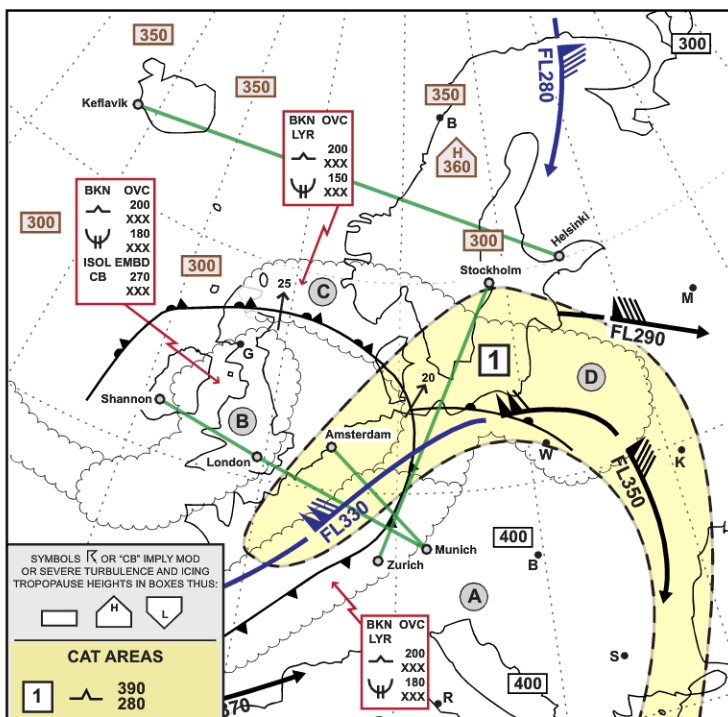 350
300
Keflavik
350
350
FL280
B
H
360
BKN OVC
LYR
200
XXX
150
XXX
BKN OVC
200
XXX
180
XXX
ISOL EMBD
CB 270
XXX
300
300
300
Helsinki
Stockholm
25
C
M
FL290
G
1
D
20
Shannon
B
Amsterdam
London
W
K
FL350
FL330
400
Munich
B
Zurich
A
SYMBOLS OR "CB" IMPLY MOD
OR SEVERE TURBULENCE AND ICING
TROPOPAUSE HEIGHTS IN BOXES THUS:
H
L
BKN OVC
LYR
200
XXX
180
XXX
S
400
R
CAT AREAS
1 390
280
370